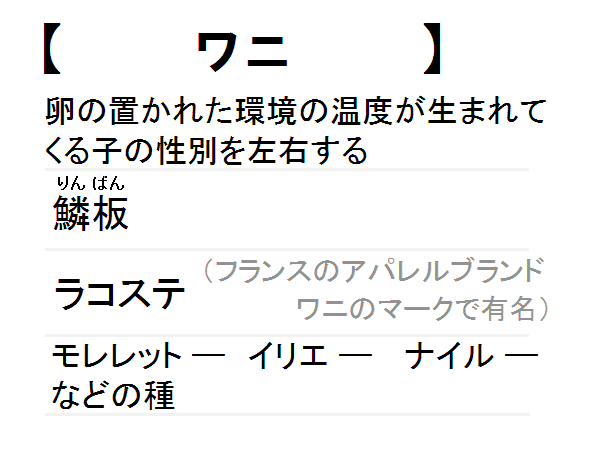 【 ワニ 】
卵の置かれた環境の温度が生まれて
くる子の性別を左右する
りん ばん
鱗板
ラコステ (フランスのアパレルブランド
ワニのマークで有名)
モレレット ― イリエ ― ナイル ―
などの種